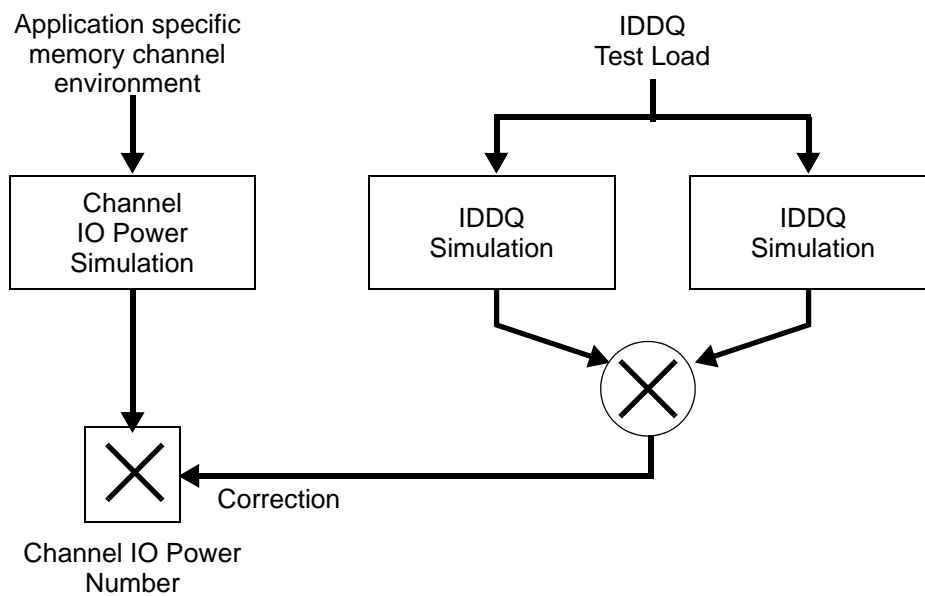 Application specific
memory channel
environment
IDDQ
Test Load
Channel
IO Power
Simulation
IDDQ
Simulation
IDDQ
Simulation
Correction
Channel IO Power
Number